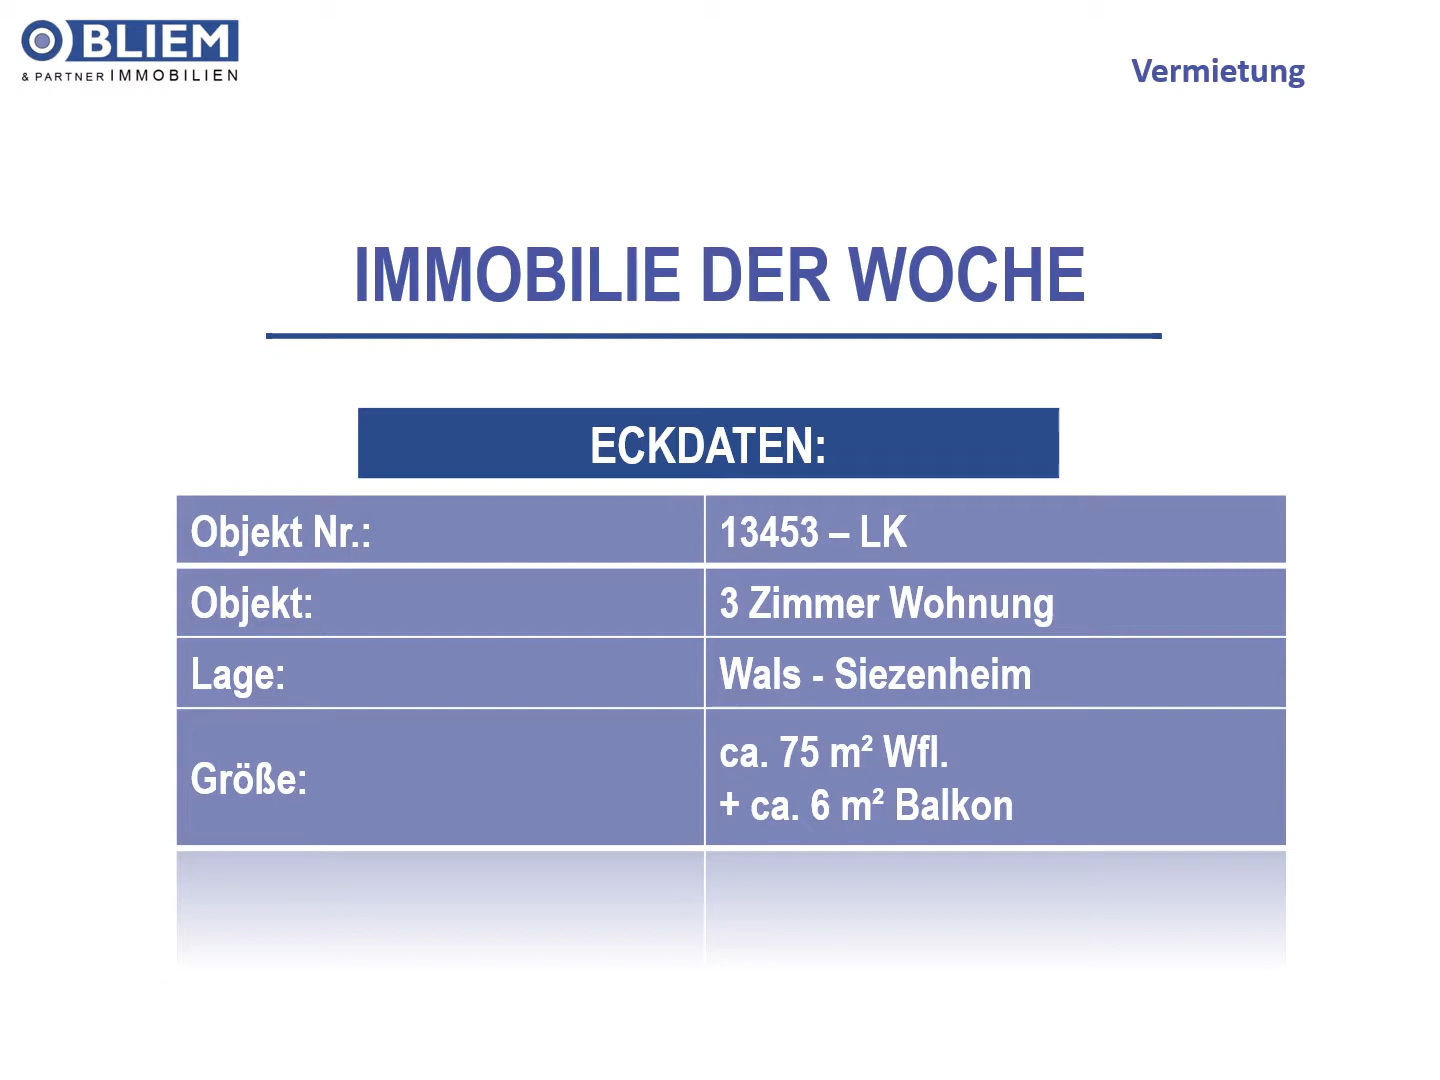 BLIEM
& PARTNER IMMOBILIEN
Vermietung
IMMOBILIE DER WOCHE
ECKDATEN:
Objekt Nr.: 13453 – LK
Objekt: 3 Zimmer Wohnung
Lage: Wals - Siezenheim
Größe: ca. 75 m² Wfl.
+ ca. 6 m² Balkon